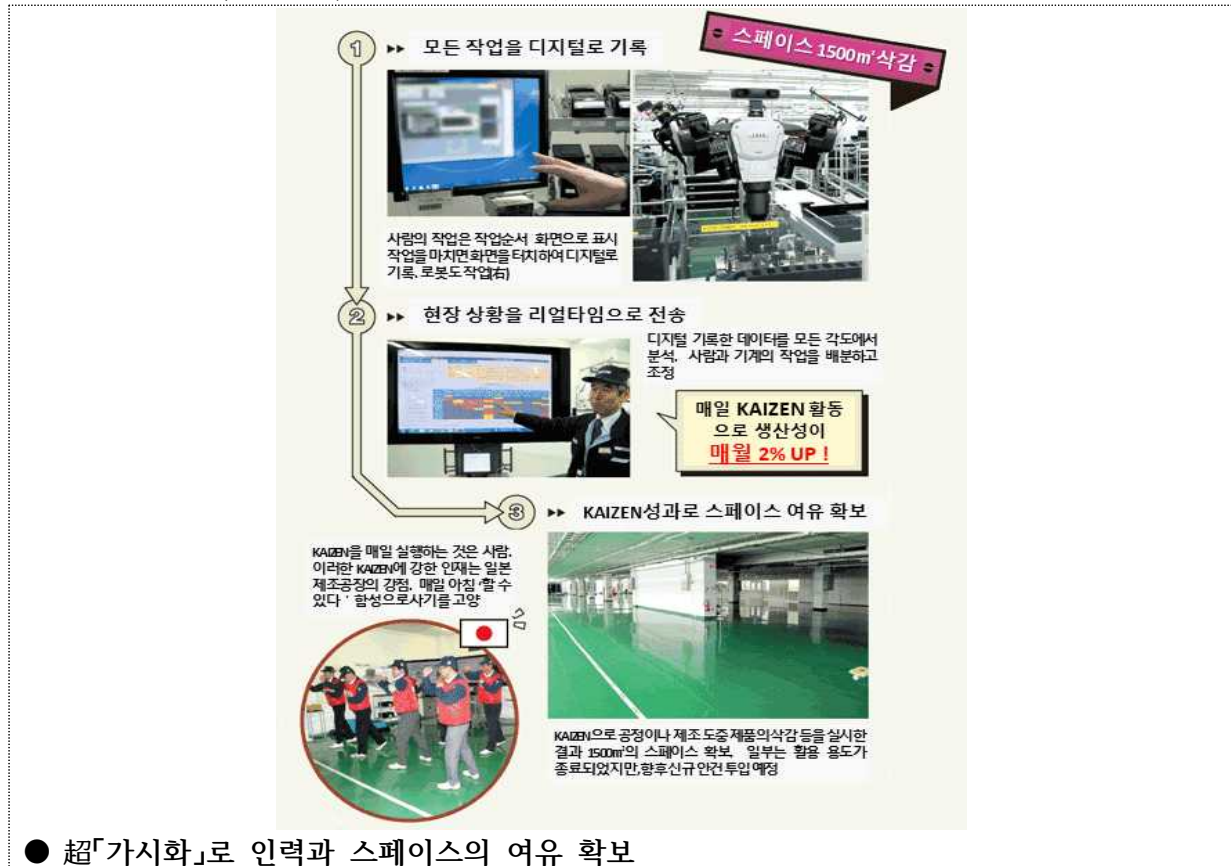 스페이스 1500㎡삭감
① ▸▸ 모든 작업을 디지털로 기록
사람의 작업은 작업순서 화면으로 표시
작업을 마치면 화면을 터치하여 디지털로
기록. 로봇도 작업(右)
② ▸▸ 현장 상황을 리얼타임으로 전송
디지털 기록한 데이터를 모든 각도에서
분석. 사람과 기계의 작업을 배분하고
조정
매일 KAIZEN 활동
으로 생산성이
매월 2% UP !
③ ▸▸ KAIZEN성과로 스페이스 여유 확보
KAIZEN을 매일 실행하는 것은 사람.
이러한 KAIZEN에 강한 인재는 일본
제조공장의 강점. 매일 아침 ‘할 수
있다 ’ 함성으로사기를 고양
KAIZEN으로 공정이나 제조 도중 제품의 삭감 등을 실시한
결과 1500㎡의 스페이스 확보. 일부는 활용 용도가
종료되었지만, 향후 신규 안건 투입 예정
● 超「가시화」로 인력과 스페이스의 여유 확보